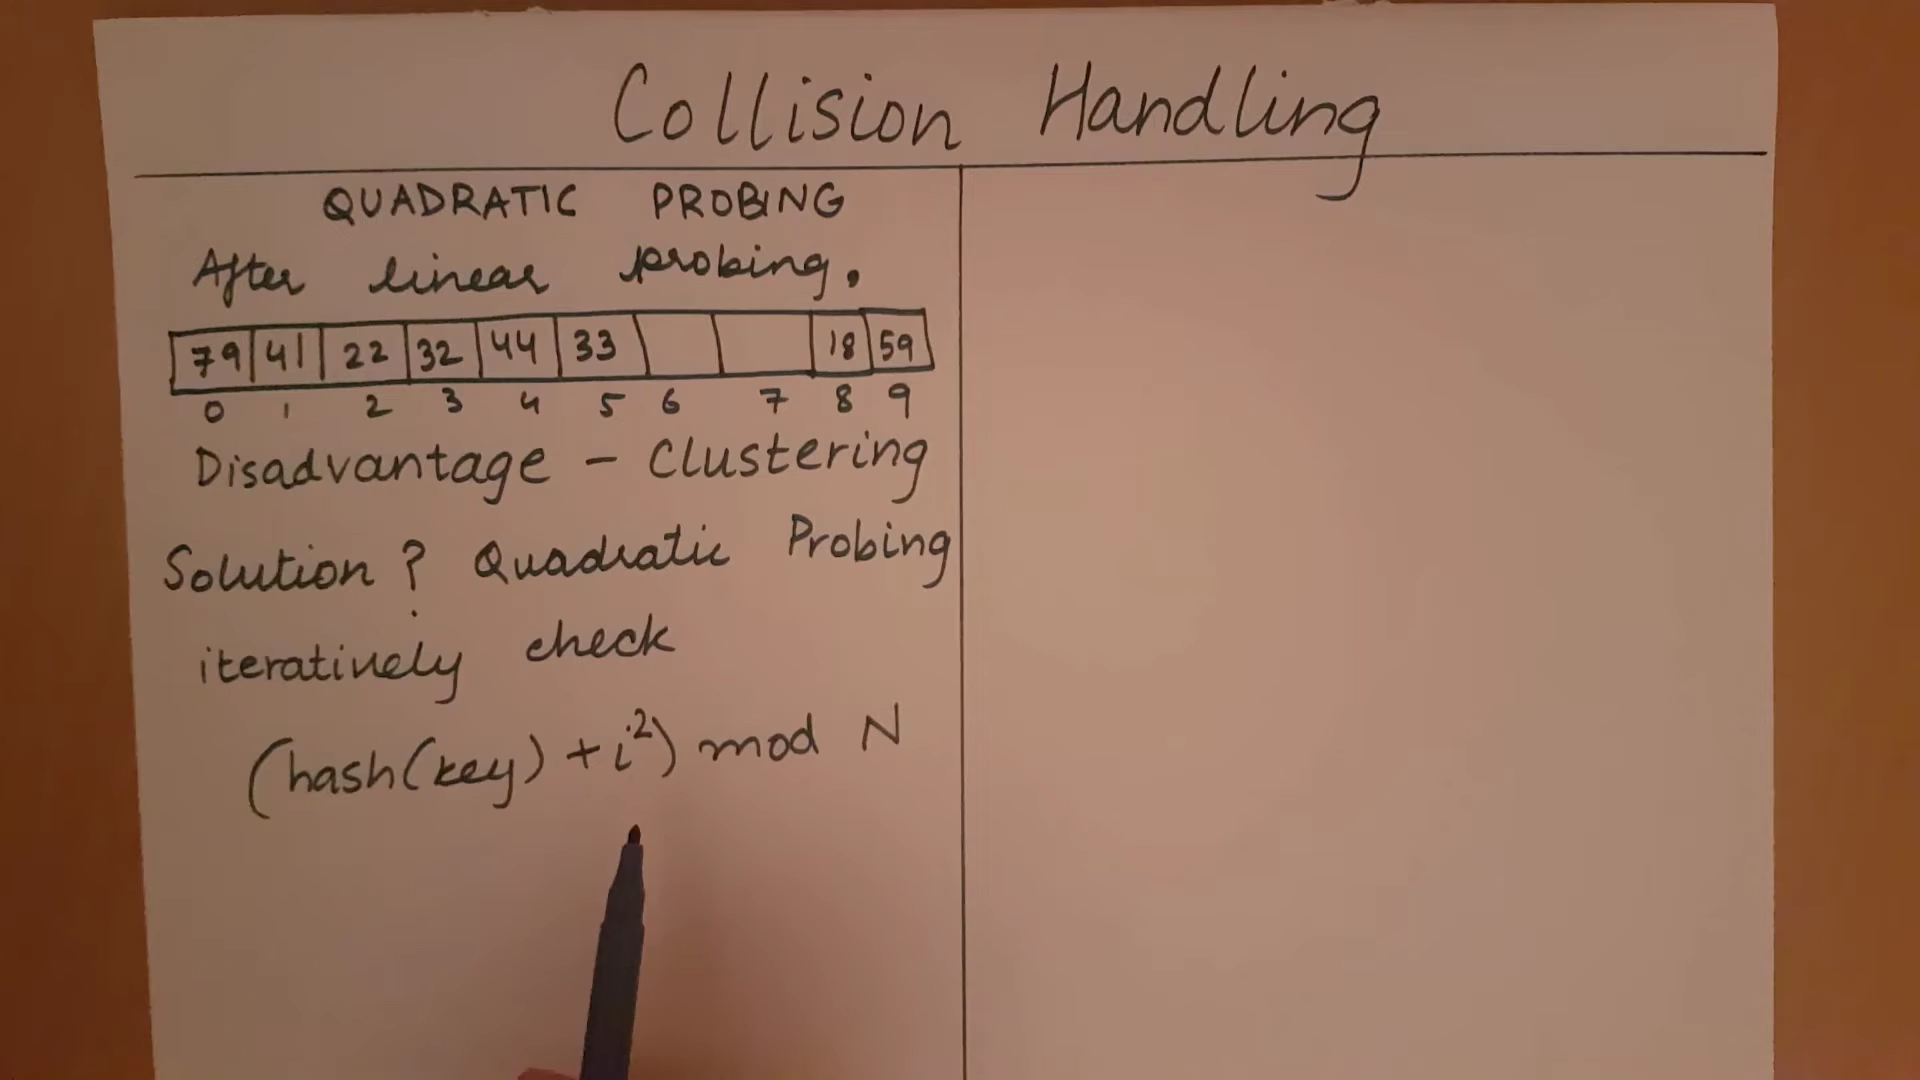 Collision Handling
QUADRATIC PROBING
After linear probing.
79 41 22 32 44 33 18 59
0 1 2 3 4 5 6 7 8 9
Disadvantage - Clustering
Solution? Quadratic Probing
iteratively check
(hash(key) + i²) mod N